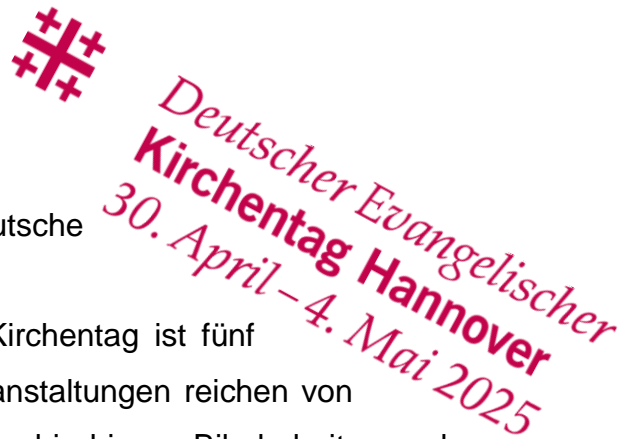 Deutscher Evangelischer
Kirchentag Hannover
30. April – 4. Mai 2025
utsche
Kirchentag ist fünf
anstaltungen reichen von